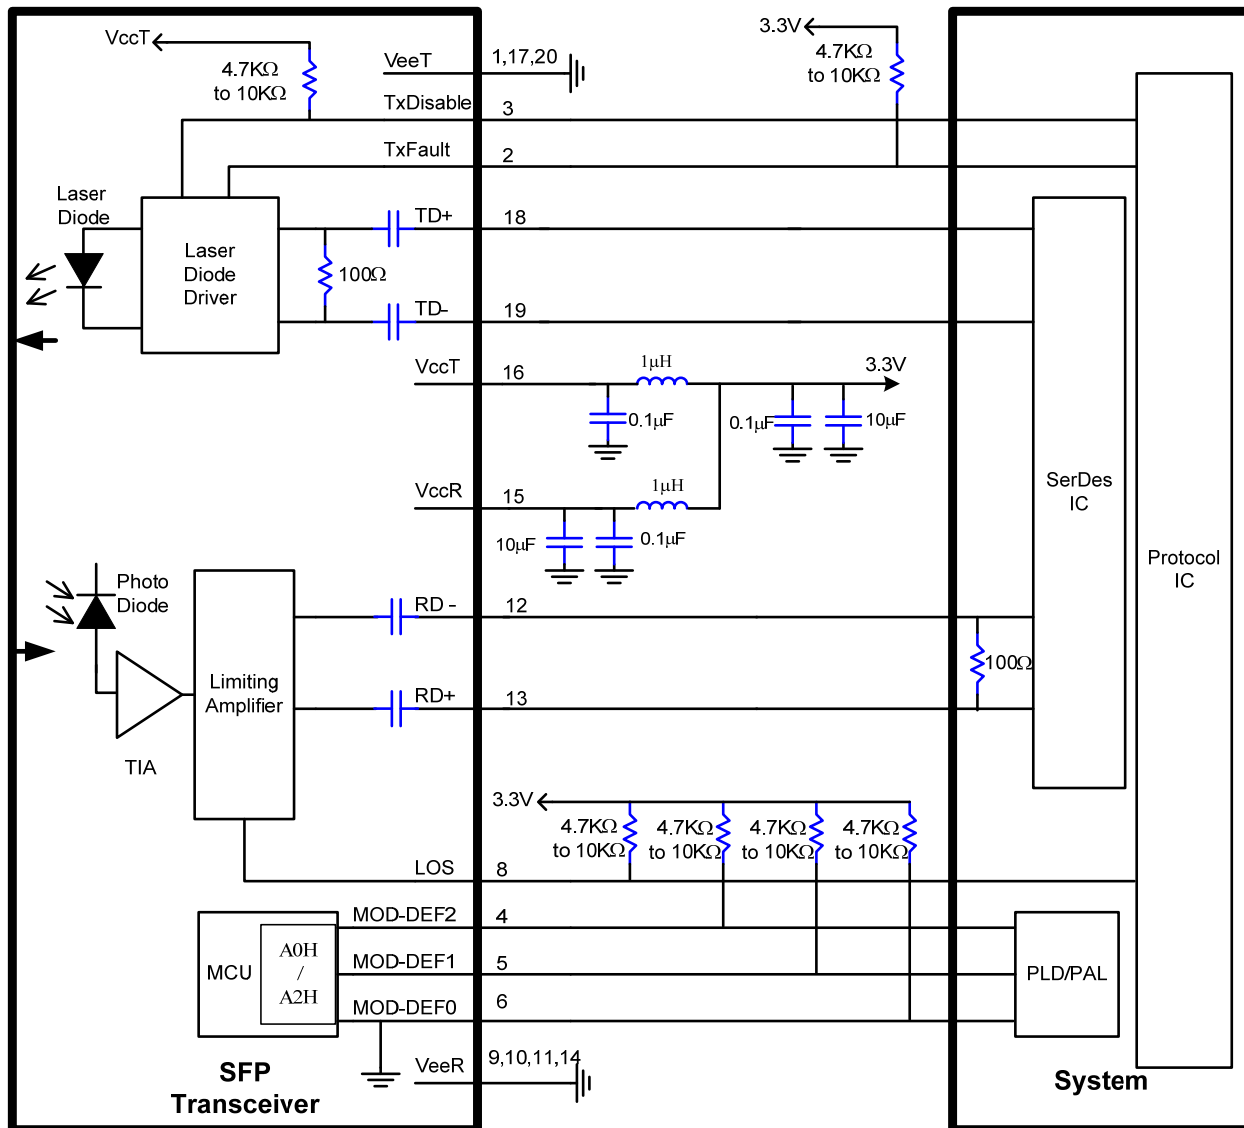 VccT
4.7KΩ
to 10KΩ
VeeT
1,17,20
3.3V
4.7KΩ
to 10KΩ
TxDisable
3
TxFault
2
Laser
Diode
Laser
Diode
Driver
TD+
18
100Ω
TD-
19
VccT
16
1µH
3.3V
0.1µF
0.1µF
10µF
VccR
15
1µH
10µF
0.1µF
SerDes
IC
Protocol
IC
Photo
Diode
RD -
12
Limiting
Amplifier
RD+
13
100Ω
TIA
3.3V
4.7KΩ
to 10KΩ
4.7KΩ
to 10KΩ
4.7KΩ
to 10KΩ
4.7KΩ
to 10KΩ
LOS
8
MOD-DEF2
4
MCU
A0H
/
A2H
MOD-DEF1
5
PLD/PAL
MOD-DEF0
6
VeeR
9,10,11,14
SFP
Transceiver
System